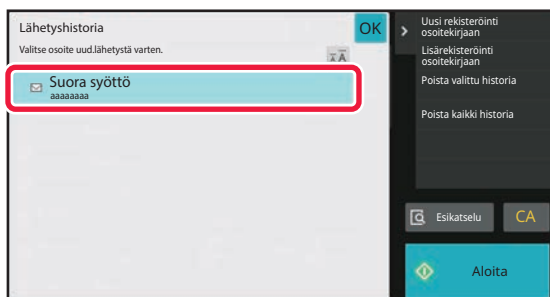 Lähetyshistoria
OK
Valitse osoite uud.lähetystä varten.
Suora syöttö
aaaaaaaa
Uusi rekisteröinti
osoitekirjaan
Lisärekisteröinti
osoitekirjaan
Poista valittu historia
Poista kaikki historia
Esikatselu
CA
Aloita